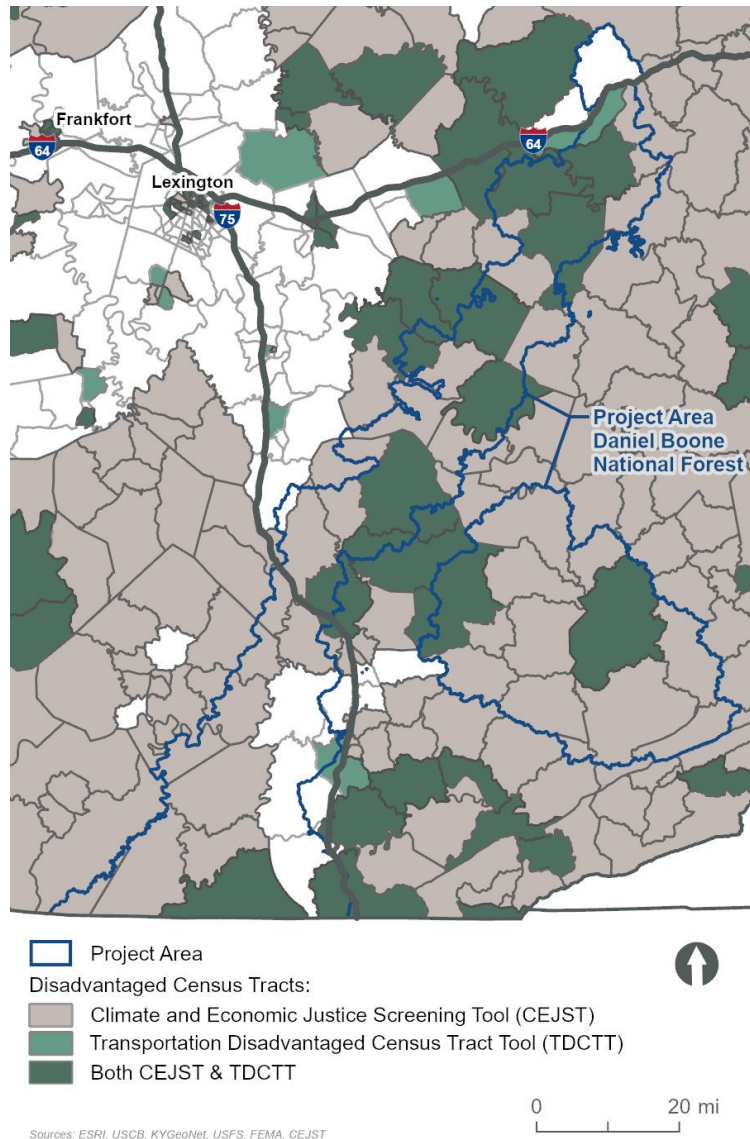 Frankfort
64
64
Lexington
75
Project Area
Daniel Boone
National Forest
Project Area
Disadvantaged Census Tracts:
Climate and Economic Justice Screening Tool (CEJST)
Transportation Disadvantaged Census Tract Tool (TDCTT)
Both CEJST & TDCTT
0 20 mi
Sources: ESRI, USCB, KYGeoNet, USFS, FEMA, CEJST